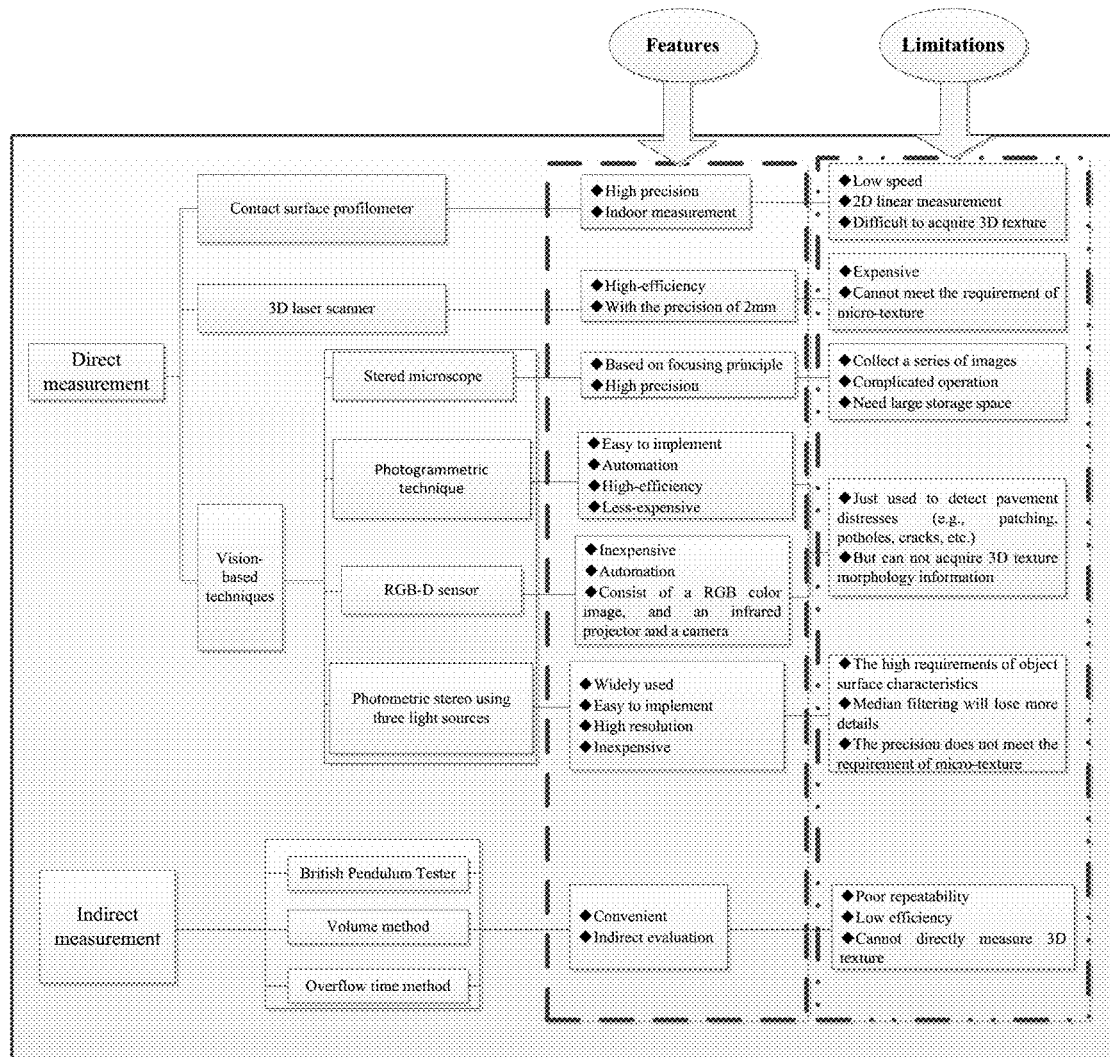 Features
Limitations
Contact surface profilometer
◆High precision
◆Indoor measurement
◆Low speed
◆2D linear measurement
◆Difficult to acquire 3D texture
3D laser scanner
◆High-efficiency
◆With the precision of 2mm
◆Expensive
◆Cannot meet the requirement of
micro-texture
Direct
measurement
Stered microscope
◆Based on focusing principle
◆High precision
◆Collect a series of images
◆Complicated operation
◆Need large storage space
Photogrammetric
technique
◆Easy to implement
◆Automation
◆High-efficiency
◆Less-expensive
◆Just used to detect pavement
distresses (e.g., patching,
potholes, cracks, etc.)
◆But can not acquire 3D texture
morphology information
Vision-
based
techniques
RGB-D sensor
◆Inexpensive
◆Automation
◆Consist of a RGB color
image, and an infrared
projector and a camera
Photometric stereo using
three light sources
◆Widely used
◆Easy to implement
◆High resolution
◆Inexpensive
◆The high requirements of object
surface characteristics
◆Median filtering will lose more
details
◆The precision does not meet the
requirement of micro-texture
Indirect
measurement
British Pendulum Tester
Volume method
Overflow time method
◆Convenient
◆Indirect evaluation
◆Poor repeatability
◆Low efficiency
◆Cannot directly measure 3D
texture